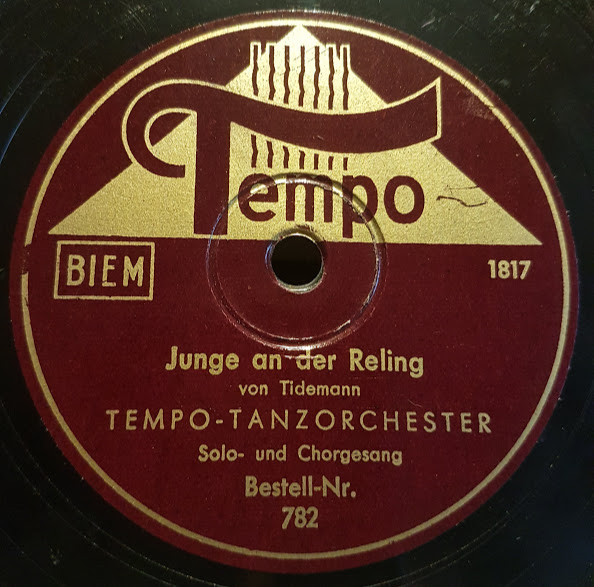 Tempo
BIEM
1817
Junge an der Reling
von Tidemann
TEMPO-TANZORCHESTER
Solo- und Chorgesang
Bestell-Nr.
782